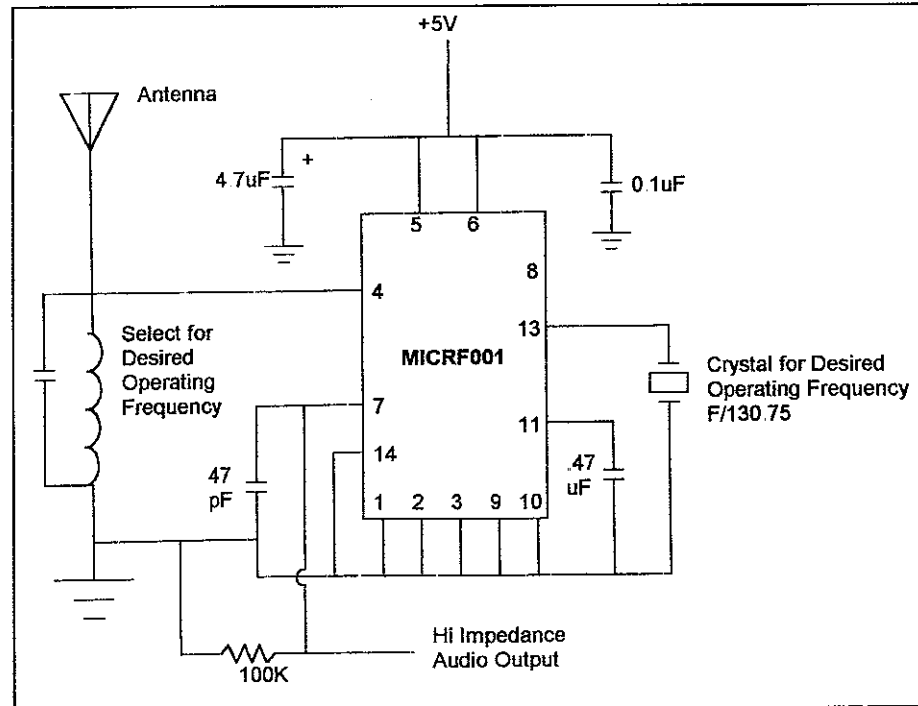 +5V
Antenna
+
4.7uF
0.1uF
5
6
8
4
13
MICRF001
Select for
Desired
Operating
Frequency
Crystal for Desired
Operating Frequency
F/130.75
7
11
14
47
pF
.47
uF
1
2
3
9
10
Hi Impedance
Audio Output
100K